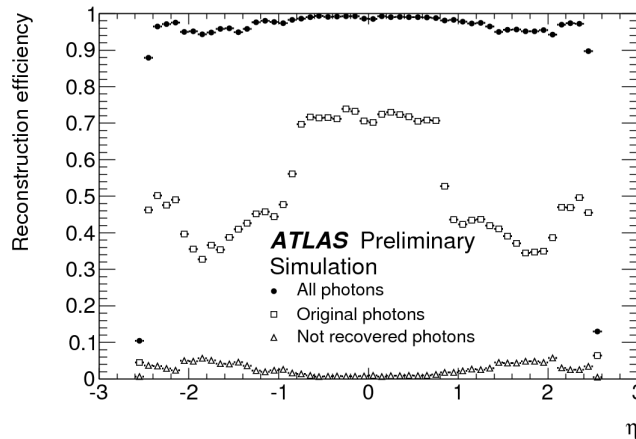 Reconstruction efficiency
1
0.9
0.8
0.7
0.6
0.5
0.4
0.3
0.2
0.1
0
ATLAS Preliminary
Simulation
All photons
Original photons
Not recovered photons
-3 -2 -1 0 1 2 3
η